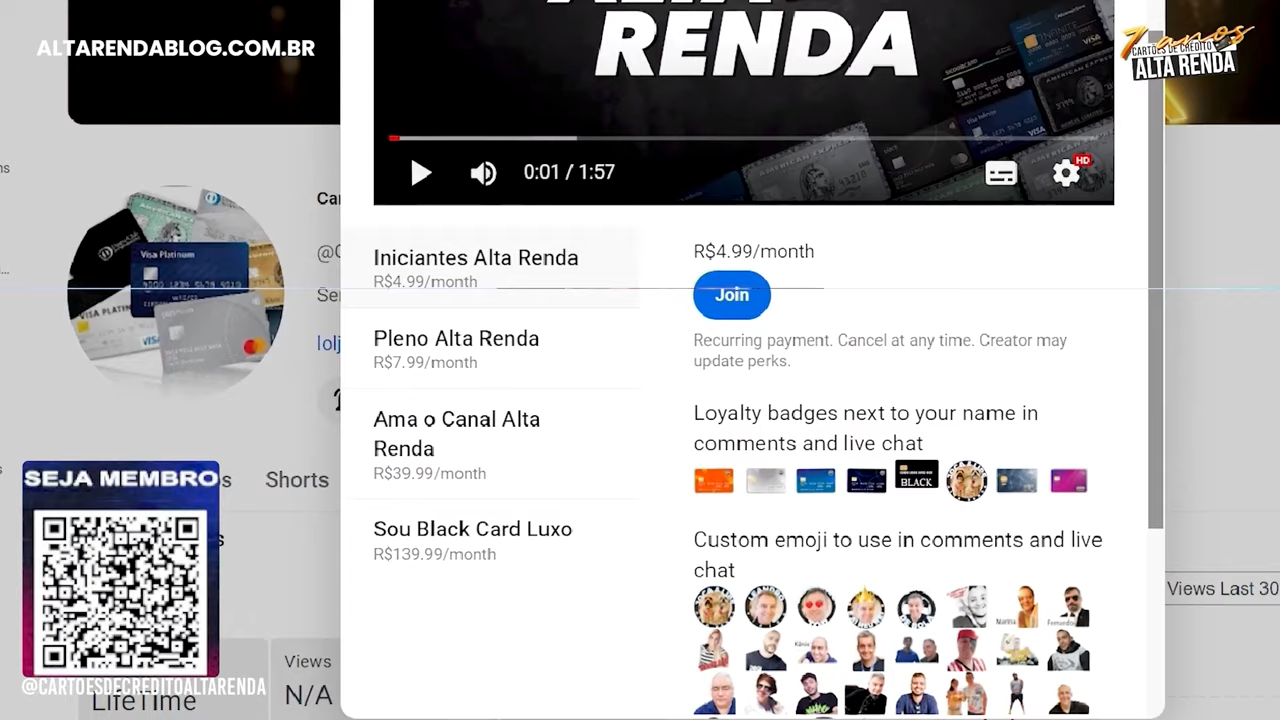 ALTARENDABLOG.COM.BR
RENDA
7 anos
CARTÕES DE CRÉDITO
ALTA RENDA
0:01 / 1:57
HD
Iniciantes Alta Renda
R$4.99/month
Pleno Alta Renda
R$7.99/month
Ama o Canal Alta
Renda
R$39.99/month
Sou Black Card Luxo
R$139.99/month
R$4.99/month
Join
Recurring payment. Cancel at any time. Creator may
update perks.
Loyalty badges next to your name in
comments and live chat
BLACK
Custom emoji to use in comments and live
chat
Visa Platinum
Shorts
SEJA MEMBRO
@CARTOESDECREDITOALTARENDA
LifeTime
Views
N/A
Views Last 30